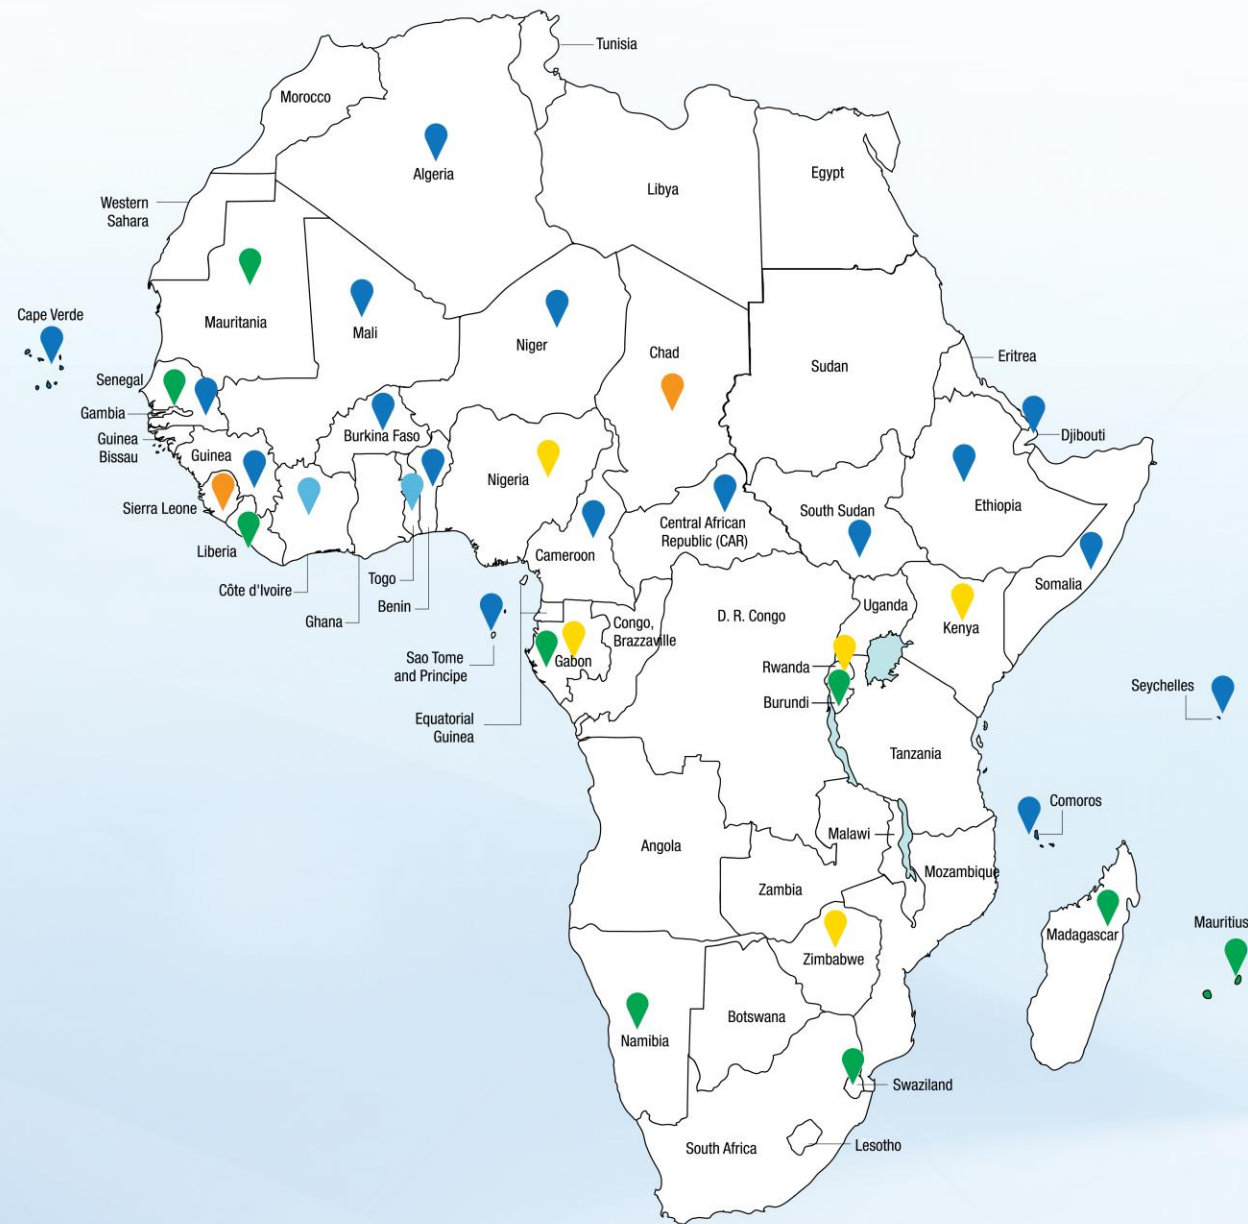 Tunisia
Morocco
Algeria
Libya
Egypt
Western
Sahara
Cape Verde
Mauritania
Mali
Niger
Chad
Sudan
Eritrea
Senegal
Gambia
Guinea
Bissau
Guinea
Burkina Faso
Djibouti
Nigeria
Sierra Leone
Liberia
Côte d'Ivoire
Ghana
Togo
Benin
Cameroon
Central African
Republic (CAR)
South Sudan
Ethiopia
Somalia
Uganda
Kenya
D. R. Congo
Congo,
Brazzaville
Gabon
Sao Tome
and Principe
Equatorial
Guinea
Rwanda
Burundi
Seychelles
Tanzania
Comoros
Malawi
Angola
Zambia
Mozambique
Madagascar
Mauritius
Zimbabwe
Botswana
Namibia
Swaziland
South Africa
Lesotho